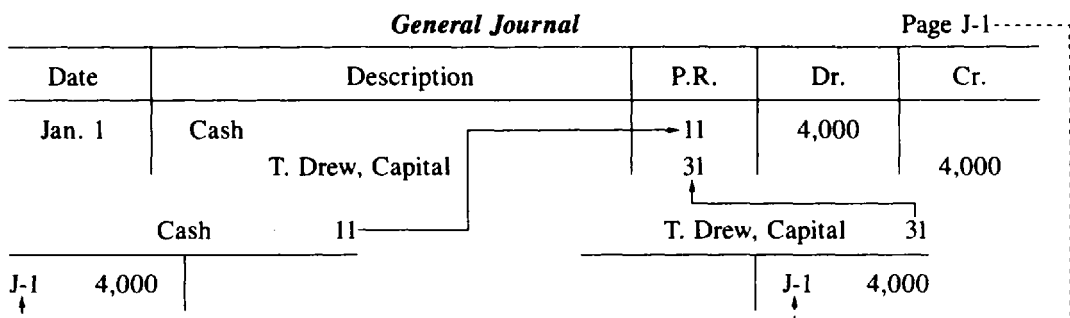 General Journal Page J-1
Date Description P.R. Dr. Cr.
Jan. 1 Cash 11 4,000
T. Drew, Capital 31 4,000
Cash 11 T. Drew, Capital 31
J-1 4,000 J-1 4,000